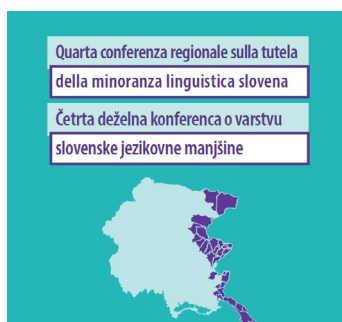 Quarta conferenza regionale sulla tutela
della minoranza linguistica slovena
Četrta deželna konferenca o varstvu
slovenske jezikovne manjšine